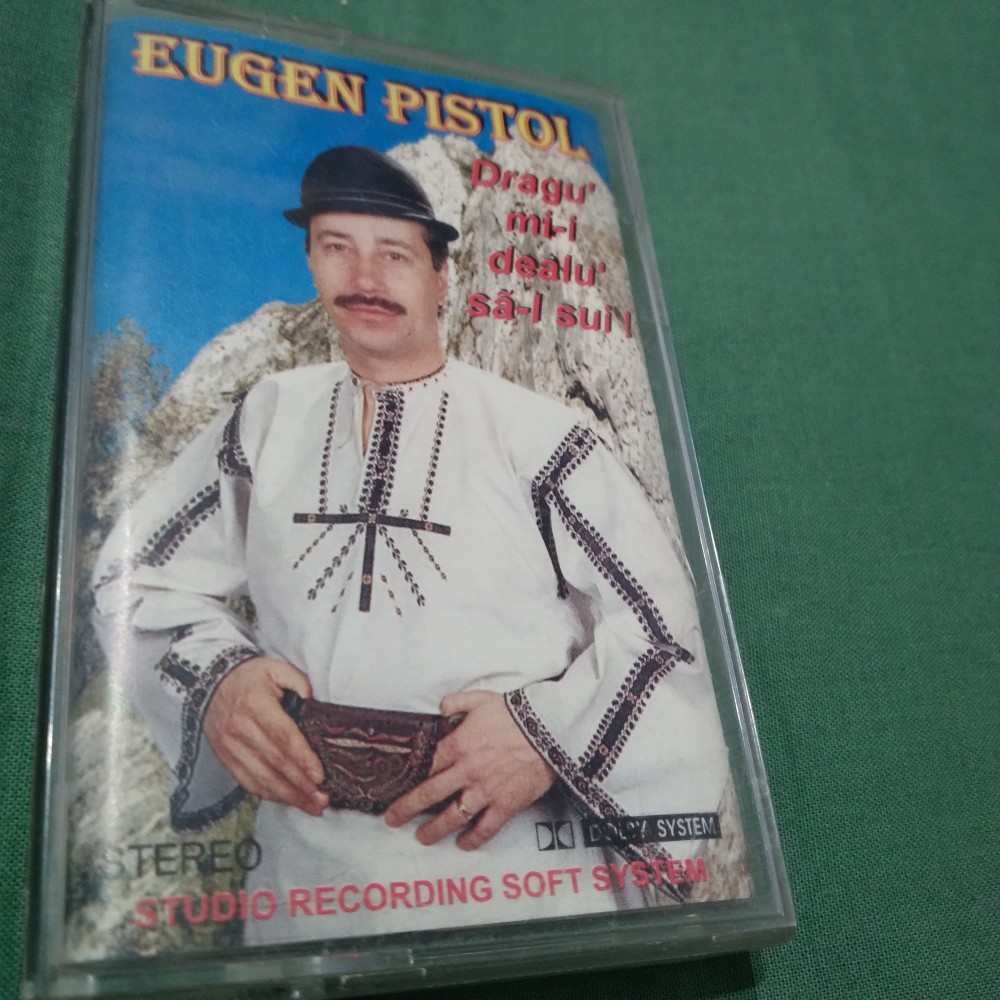 EUGEN PISTOL
Dragu'
mi-i
dealu'
să-l sui!
DOLBY SYSTEM
STEREO
STUDIO RECORDING SOFT SYSTEM